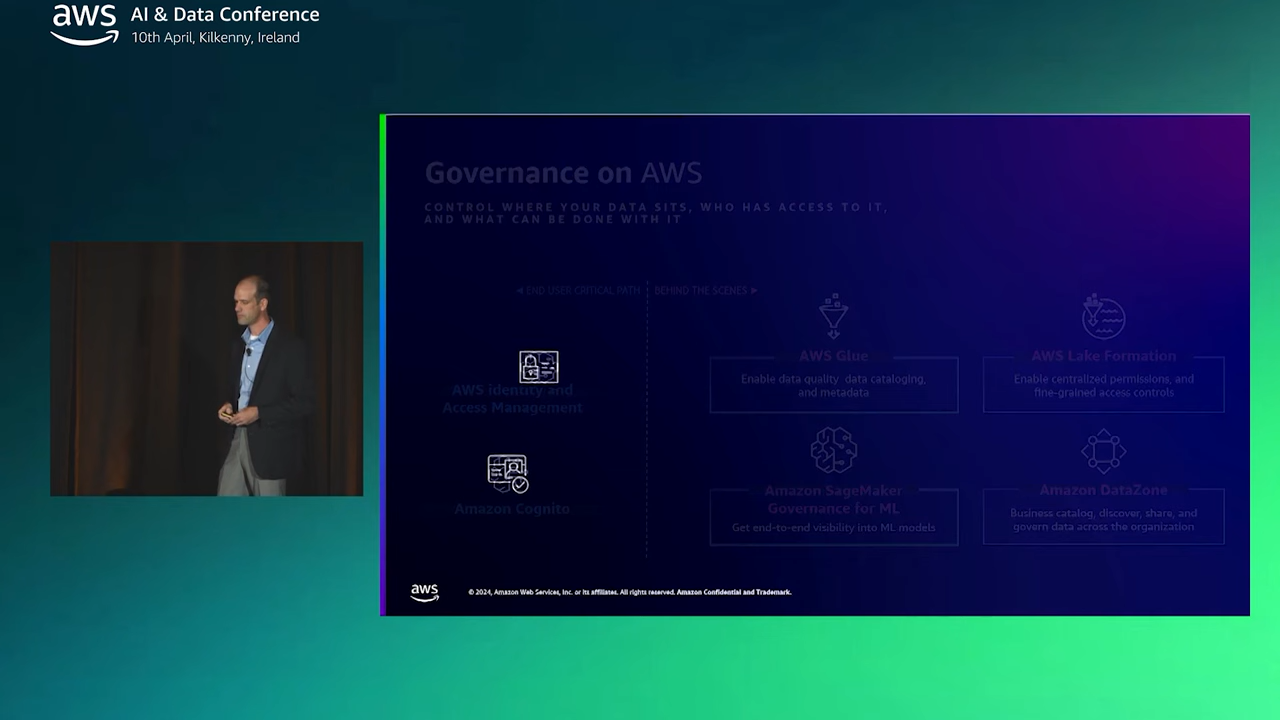 aws
AI & Data Conference
10th April, Kilkenny, Ireland
Governance on AWS
CONTROL WHERE YOUR DATA SITS, WHO HAS ACCESS TO IT,
AND WHAT CAN BE DONE WITH IT
END USER CRITICAL PATH
BEHIND THE SCENES
AWS Identity and
Access Management
Amazon Cognito
AWS Glue
Enable data quality data cataloging,
and metadata
AWS Lake Formation
Enable centralized permissions, and
fine-grained access controls
Amazon SageMaker
Governance for ML
Get end-to-end visibility into ML models
Amazon DataZone
Business catalog, discover, share, and
govern data across the organization
aws
© 2024, Amazon Web Services, Inc. or its affiliates. All rights reserved. Amazon Confidential and Trademark.